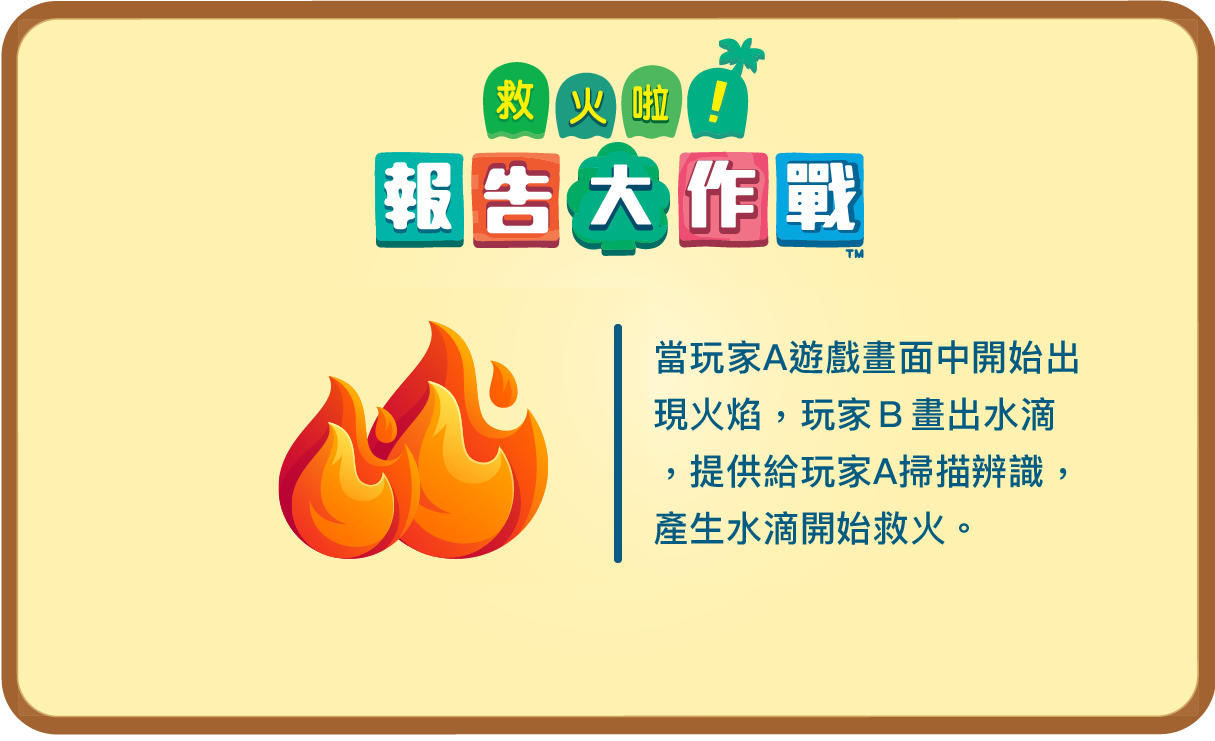 救火啦！
報告大作戰
TM
當玩家A遊戲畫面中開始出
現火焰，玩家Ｂ畫出水滴
，提供給玩家A掃描辨識，
產生水滴開始救火。